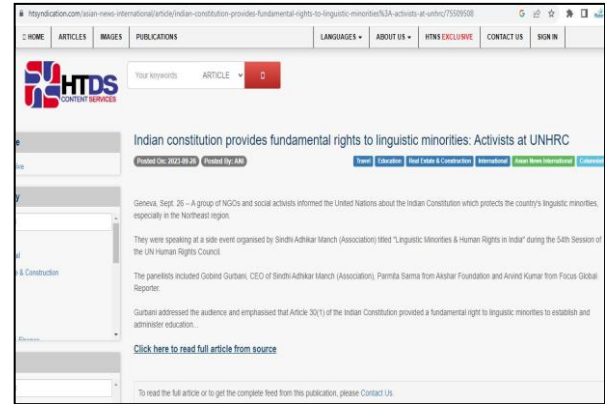 htsyndication.com/asian-news-international/article/indian-constitution-provides-fundamental-rights-to-linguistic-minorities%3A-activists-at-unhrc/75509508
HOME ARTICLES IMAGES PUBLICATIONS LANGUAGES ABOUT US HTNS EXCLUSIVE CONTACT US SIGN IN
HTDS
CONTENT SERVICES
Your keywords ARTICLE
Indian constitution provides fundamental rights to linguistic minorities: Activists at UNHRC
Posted On: 2023-09-26 Posted By: ANI
Travel Education Real Estate & Construction International Asian News International
& Construction
Geneva, Sept. 26 -- A group of NGOs and social activists informed the United Nations about the Indian Constitution which protects the country's linguistic minorities,
especially in the Northeast region.
They were speaking at a side event organised by Sindhi Adhikar Manch (Association) titled "Linguistic Minorities & Human Rights in India" during the 54th Session of
the UN Human Rights Council.
The panellists included Gobind Gurbani, CEO of Sindhi Adhikar Manch (Association), Parmita Sarma from Akshar Foundation and Arvind Kumar from Focus Global
Reporter.
Gurbani addressed the audience and emphasised that Article 30(1) of the Indian Constitution provided a fundamental right to linguistic minorities to establish and
administer education...
Click here to read full article from source
To read the full article or to get the complete feed from this publication, please Contact Us.